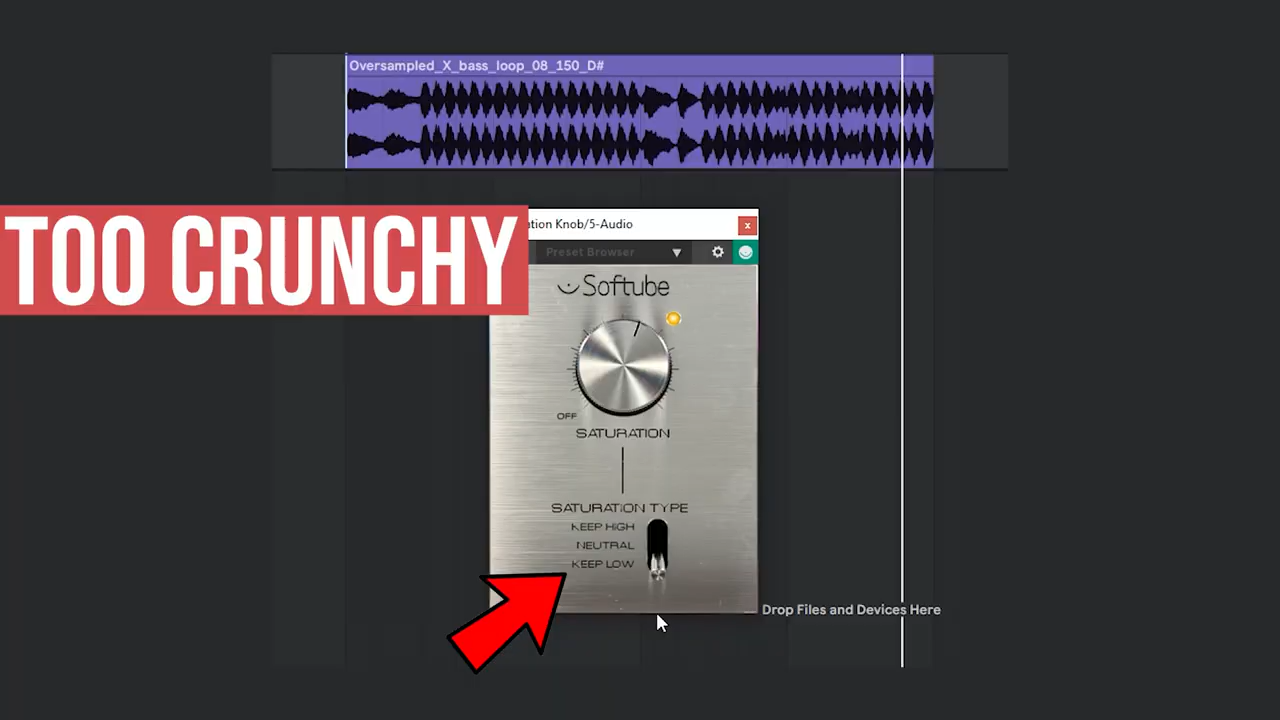 Oversampled_X_bass_loop_08_150_D#
TOO CRUNCHY
ation Knob/5-Audio
x
Preset Browser
Softube
OFF
SATURATION
SATURATION TYPE
KEEP HIGH
NEUTRAL
KEEP LOW
Drop Files and Devices Here